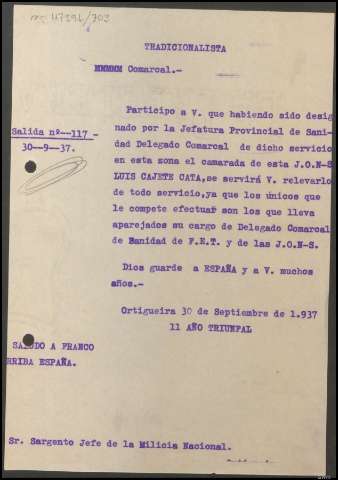 TRADICIONALISTA
MMMMM Comarcal.-
Participo a V. que habiendo sido desig
nado por la Jefatura Provincial de Sani-
dad Delegado Comarcal de dicho servicio
en esta sona el camarada de esta J.O-N-S
LUIS CAJETE CATA,se servirá V. relevarlo
de todo servicio,ya que los únicos que
le compete efectuar son los que lleva
aparejados su cargo de Delegado Comarcal
de Sanidad de F.E.T. y de las J.O-N-S.
Salida nº--117 -
30--9--37.
Dios guarde a ESPAÑA y a V. muchos
años.-
Ortigueira 30 de Septiembre de 1.937
11 AÑO TRIUNFAL
SALUDO A FRANCO
RRIBA ESPAÑA.
Sr. Sargento Jefe de la Milicia Nacional.